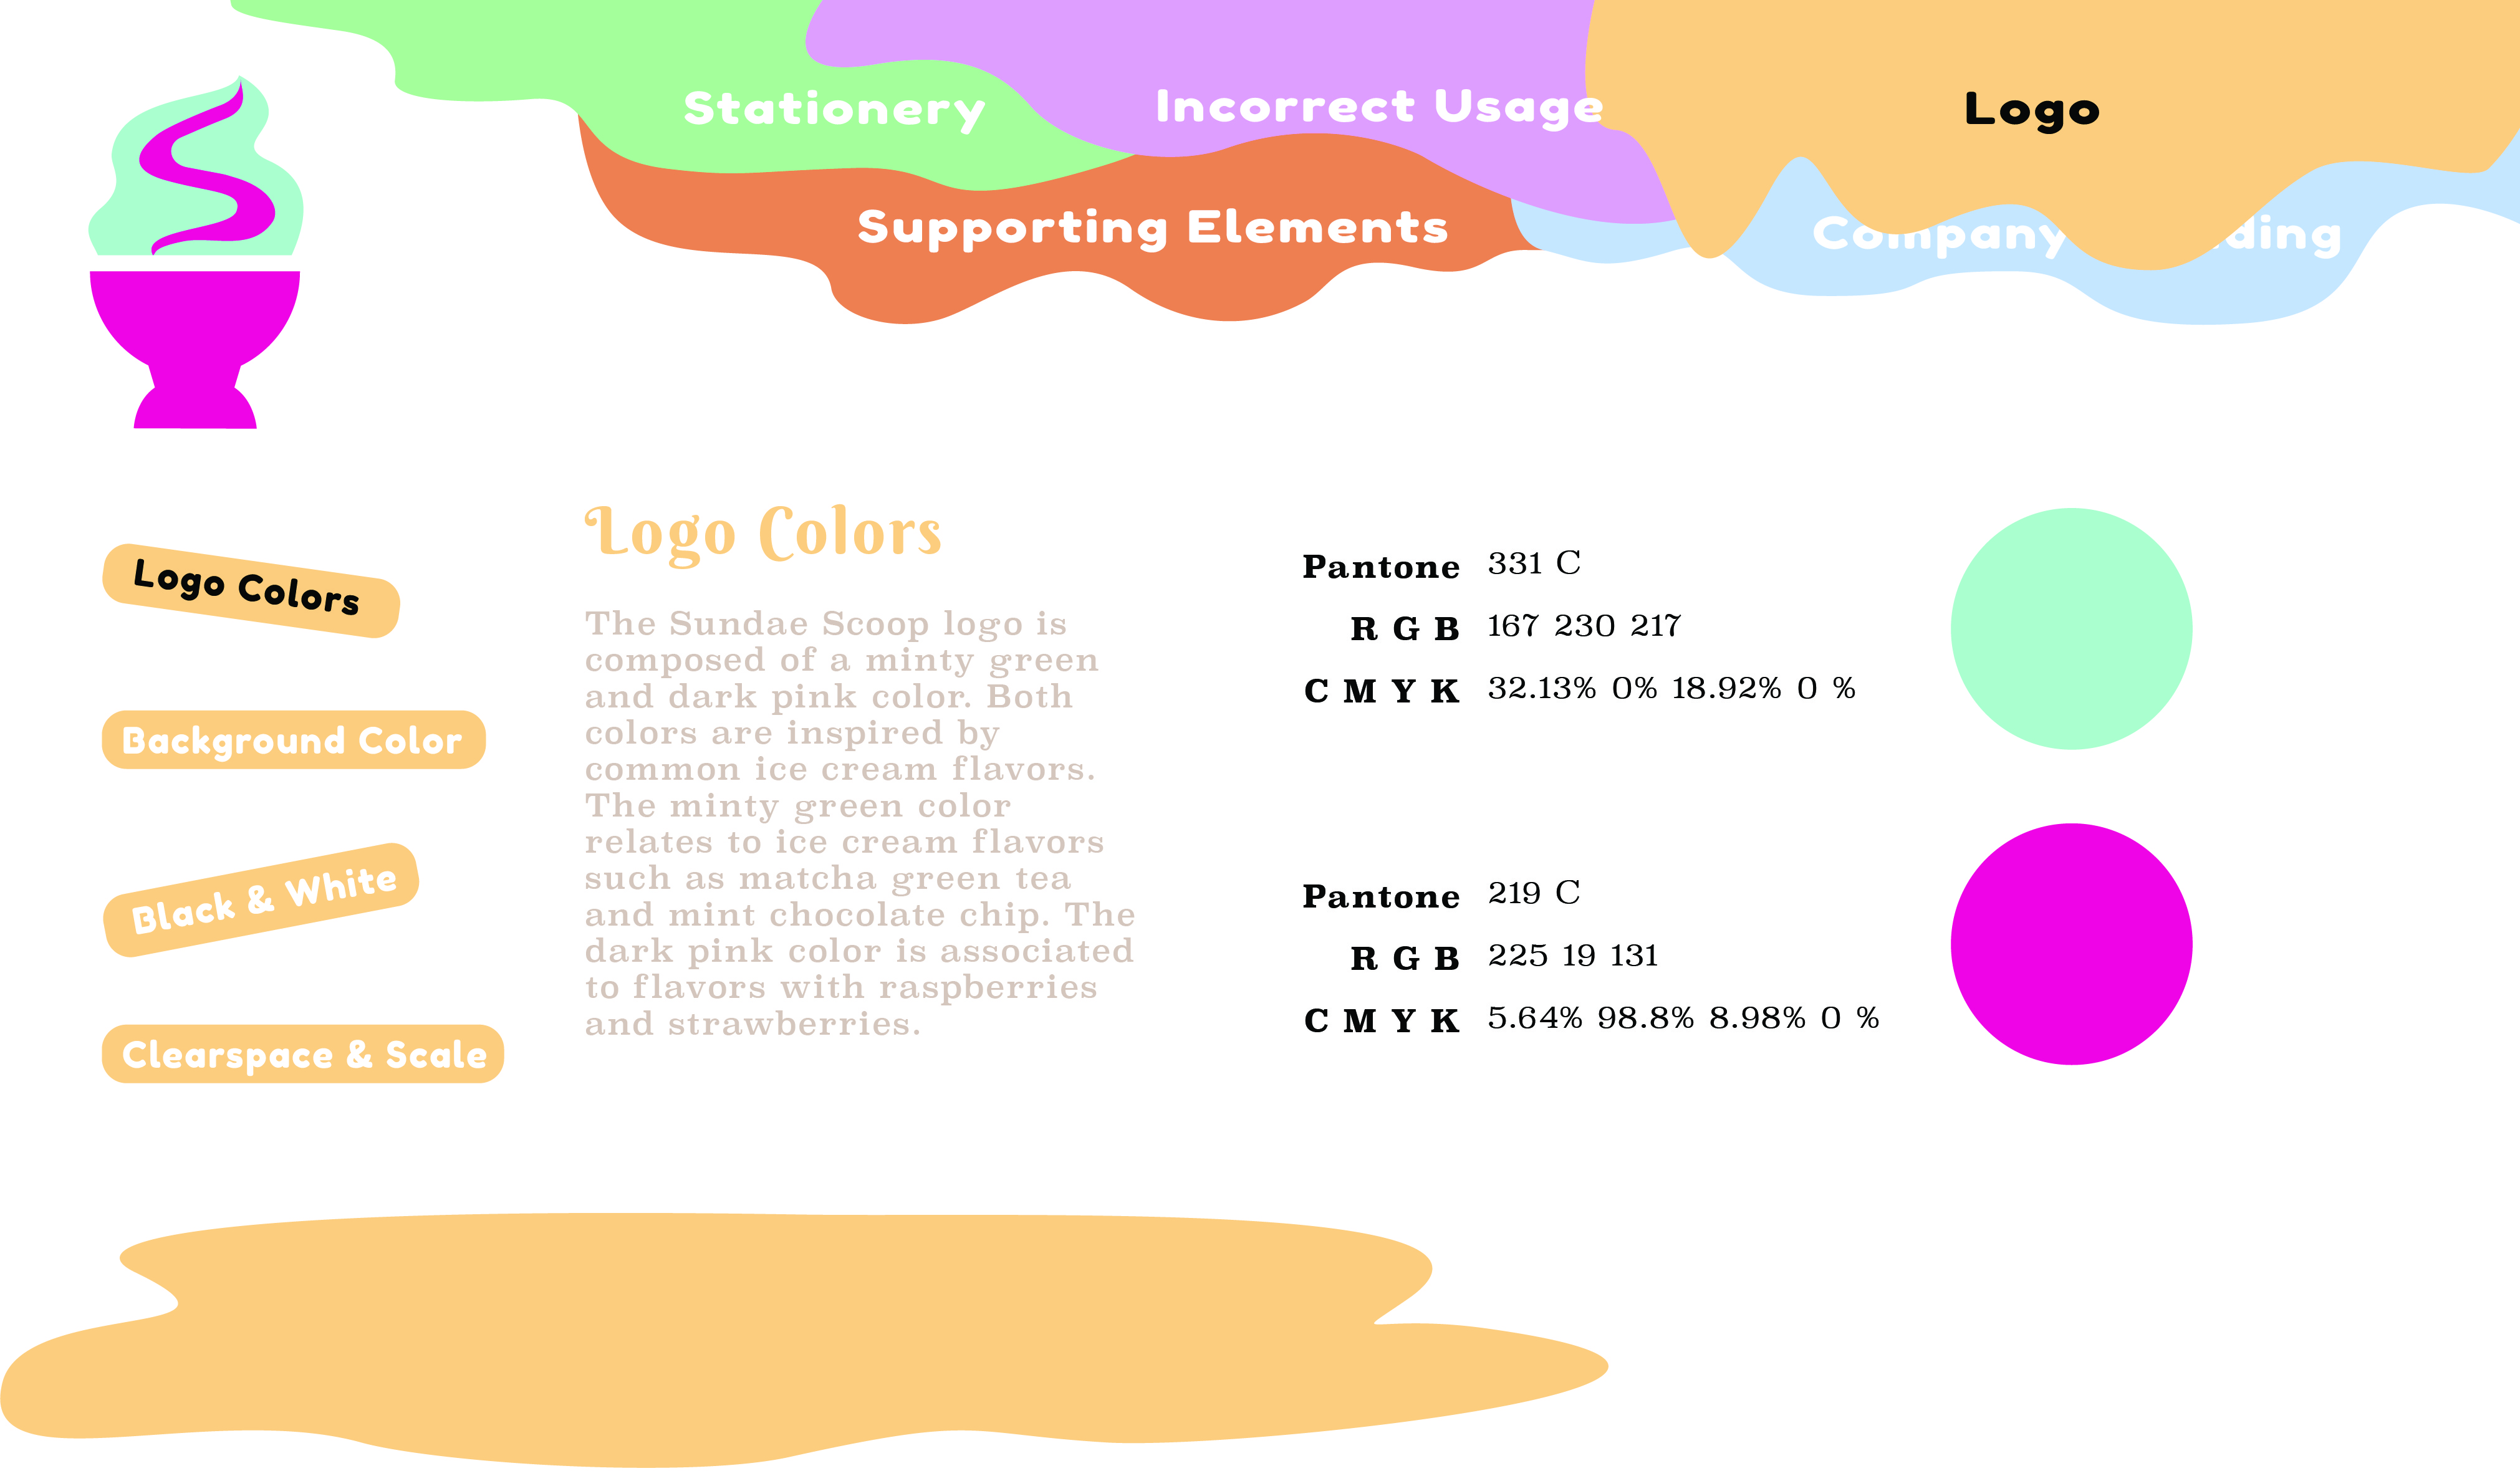 Stationery
Incorrect Usage
Logo
Supporting Elements
Company
Logo Colors
Background Color
Black & White
Clearspace & Scale
Logo Colors
The Sundae Scoop logo is
composed of a minty green
and dark pink color. Both
colors are inspired by
common ice cream flavors.
The minty green color
relates to ice cream flavors
such as matcha green tea
and mint chocolate chip. The
dark pink color is associated
to flavors with raspberries
and strawberries.
Pantone 331 C
R G B 167 230 217
C M Y K 32.13% 0% 18.92% 0 %
Pantone 219 C
R G B 225 19 131
C M Y K 5.64% 98.8% 8.98% 0 %